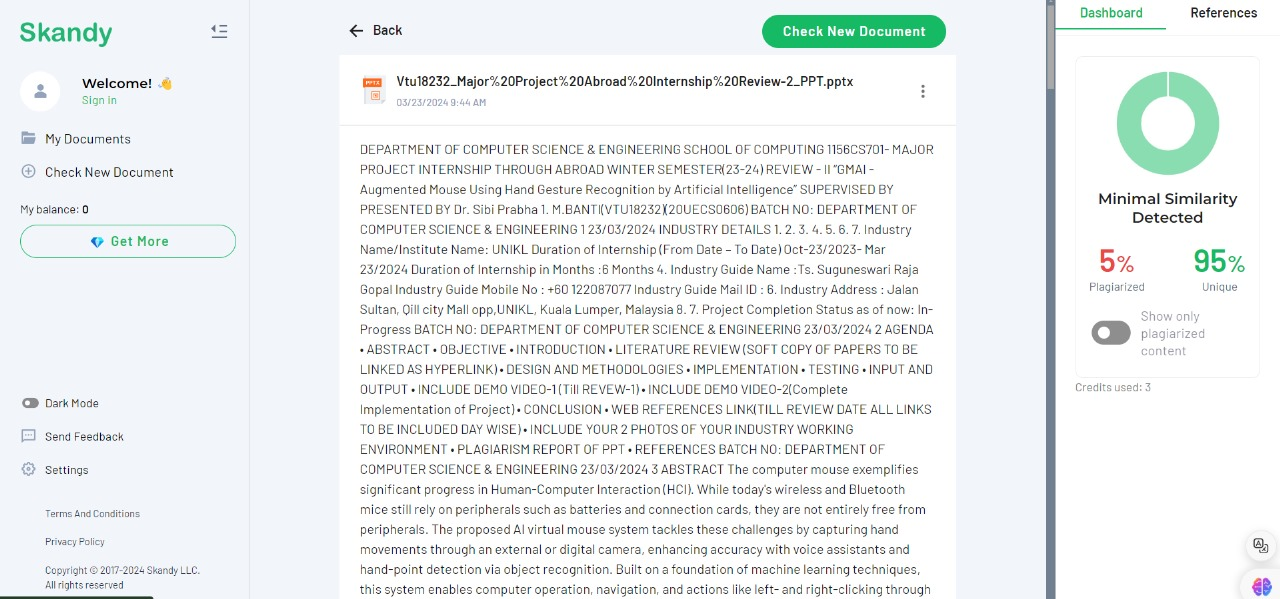 Skandy
Welcome! 👋
Sign in
My Documents
Check New Document
My balance: 0
Get More
Dark Mode
Send Feedback
Settings
Terms And Conditions
Privacy Policy
Copyright © 2017-2024 Skandy LLC.
All rights reserved
Back
Check New Document
PPTX
Vtu18232_Major%20Project%20Abroad%20Internship%20Review-2_PPT.pptx
03/23/2024 9:44 AM
DEPARTMENT OF COMPUTER SCIENCE & ENGINEERING SCHOOL OF COMPUTING 1156CS701- MAJOR
PROJECT INTERNSHIP THROUGH ABROAD WINTER SEMESTER(23-24) REVIEW - II “GMAI -
Augmented Mouse Using Hand Gesture Recognition by Artificial Intelligence” SUPERVISED BY
PRESENTED BY Dr. Sibi Prabha 1. M.BANTI(VTU18232)(20UECS0606) BATCH NO: DEPARTMENT OF
COMPUTER SCIENCE & ENGINEERING 1 23/03/2024 INDUSTRY DETAILS 1. 2. 3. 4. 5. 6. 7. Industry
Name/Institute Name: UNIKL Duration of Internship (From Date – To Date) Oct-23/2023- Mar
23/2024 Duration of Internship in Months :6 Months 4. Industry Guide Name :Ts. Suguneswari Raja
Gopal Industry Guide Mobile No : +60 122087077 Industry Guide Mail ID : 6. Industry Address : Jalan
Sultan, Qill city Mall opp,UNIKL, Kuala Lumper, Malaysia 8. 7. Project Completion Status as of now: In-
Progress BATCH NO: DEPARTMENT OF COMPUTER SCIENCE & ENGINEERING 23/03/2024 2 AGENDA
• ABSTRACT • OBJECTIVE • INTRODUCTION • LITERATURE REVIEW (SOFT COPY OF PAPERS TO BE
LINKED AS HYPERLINK) • DESIGN AND METHODOLOGIES • IMPLEMENTATION • TESTING • INPUT AND
OUTPUT • INCLUDE DEMO VIDEO-1 (Till REVEW-1) • INCLUDE DEMO VIDEO-2(Complete
Implementation of Project) • CONCLUSION • WEB REFERENCES LINK(TILL REVIEW DATE ALL LINKS
TO BE INCLUDED DAY WISE) • INCLUDE YOUR 2 PHOTOS OF YOUR INDUSTRY WORKING
ENVIRONMENT • PLAGIARISM REPORT OF PPT • REFERENCES BATCH NO: DEPARTMENT OF
COMPUTER SCIENCE & ENGINEERING 23/03/2024 3 ABSTRACT The computer mouse exemplifies
significant progress in Human-Computer Interaction (HCI). While today's wireless and Bluetooth
mice still rely on peripherals such as batteries and connection cards, they are not entirely free from
peripherals. The proposed AI virtual mouse system tackles these challenges by capturing hand
movements through an external or digital camera, enhancing accuracy with voice assistants and
hand-point detection via object recognition. Built on a foundation of machine learning techniques,
this system enables computer operation, navigation, and actions like left- and right-clicking through
Dashboard
References
Minimal Similarity
Detected
5%
95%
Plagiarized
Unique
Show only
plagiarized
content
Credits used: 3